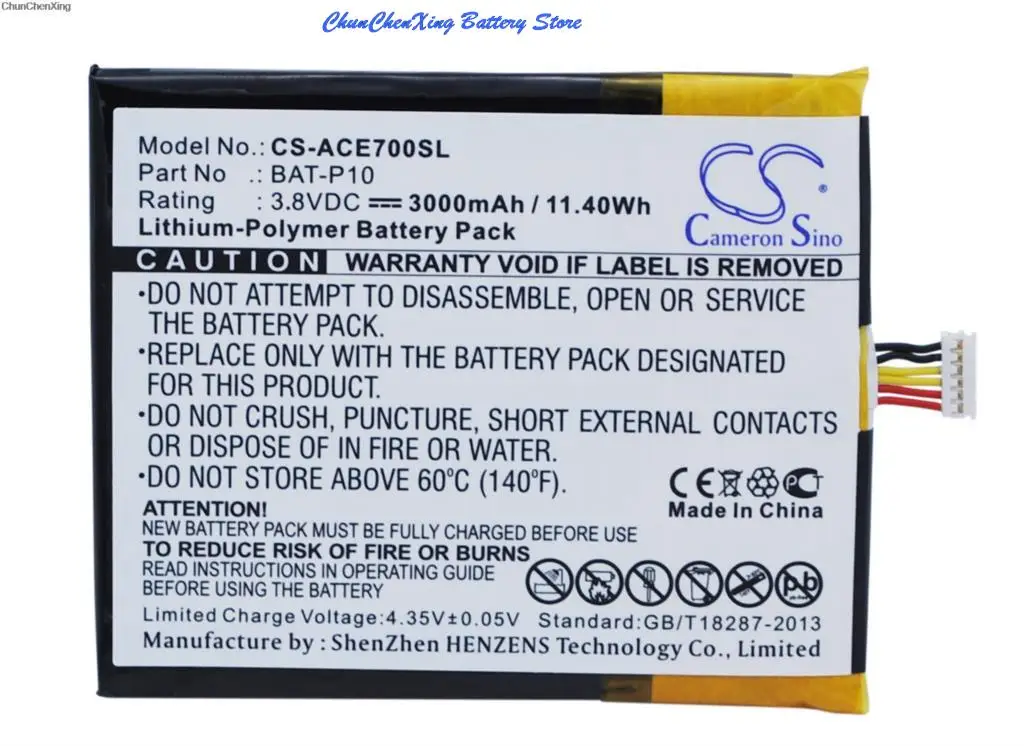 ChunChenXing
ChunChenXing Battery Store
Model No.: CS-ACE700SL
Part No .: BAT-P10
Rating : 3.8VDC 3000mAh / 11.40Wh
Lithium-Polymer Battery Pack
CS
®
Cameron Sino
CAUTION WARRANTY VOID IF LABEL IS REMOVED
·DO NOT ATTEMPT TO DISASSEMBLE, OPEN OR SERVICE
THE BATTERY PACK.
·REPLACE ONLY WITH THE BATTERY PACK DESIGNATED
FOR THIS PRODUCT.
·DO NOT CRUSH, PUNCTURE, SHORT EXTERNAL CONTACTS
OR DISPOSE OF IN FIRE OR WATER.
·DO NOT STORE ABOVE 60°C (140°F).
CE PCT
Made In China
ATTENTION!
NEW BATTERY PACK MUST BE FULLY CHARGED BEFORE USE
TO REDUCE RISK OF FIRE OR BURNS
READ INSTRUCTIONS IN OPERATING GUIDE
BEFORE USING THE BATTERY
pb
Limited Charge Voltage:4.35V±0.05V Standard:GB/T18287-2013
Manufacture by : ShenZhen HENZENS Technology Co., Limited